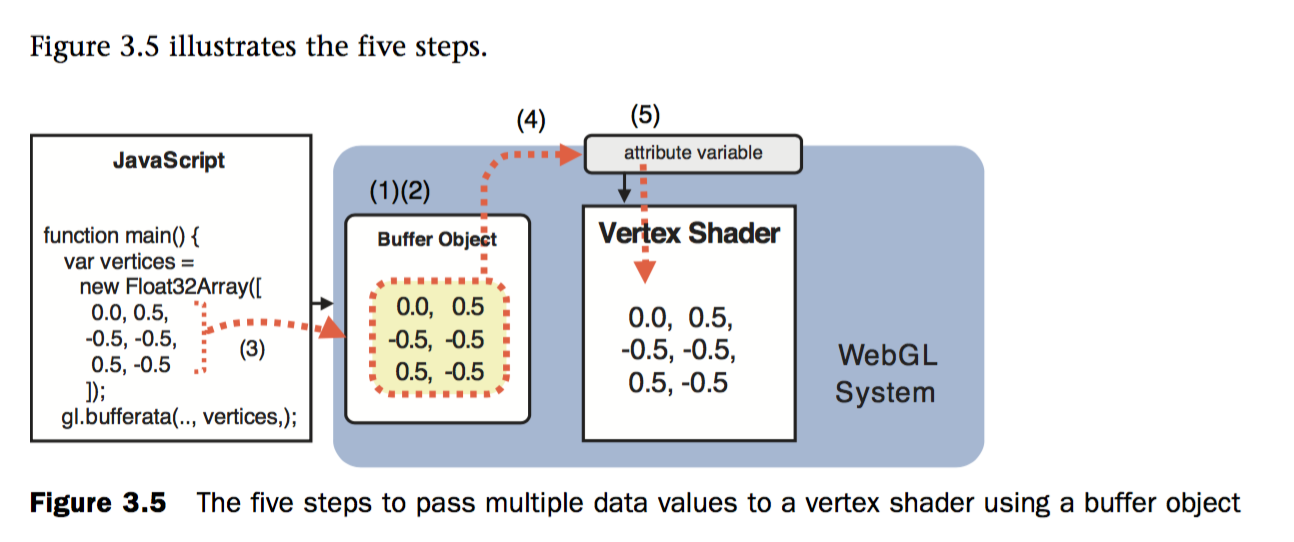 Figure 3.5 illustrates the five steps.
JavaScript
function main() {
var vertices =
new Float32Array([
0.0, 0.5,
-0.5, -0.5,
0.5, -0.5
]);
gl.bufferata(.., vertices,);
(3)
(1)(2)
Buffer Object
0.0, 0.5
-0.5, -0.5
0.5, -0.5
(4)
(5)
attribute variable
Vertex Shader
0.0, 0.5,
-0.5, -0.5,
0.5, -0.5
WebGL
System
Figure 3.5 The five steps to pass multiple data values to a vertex shader using a buffer object